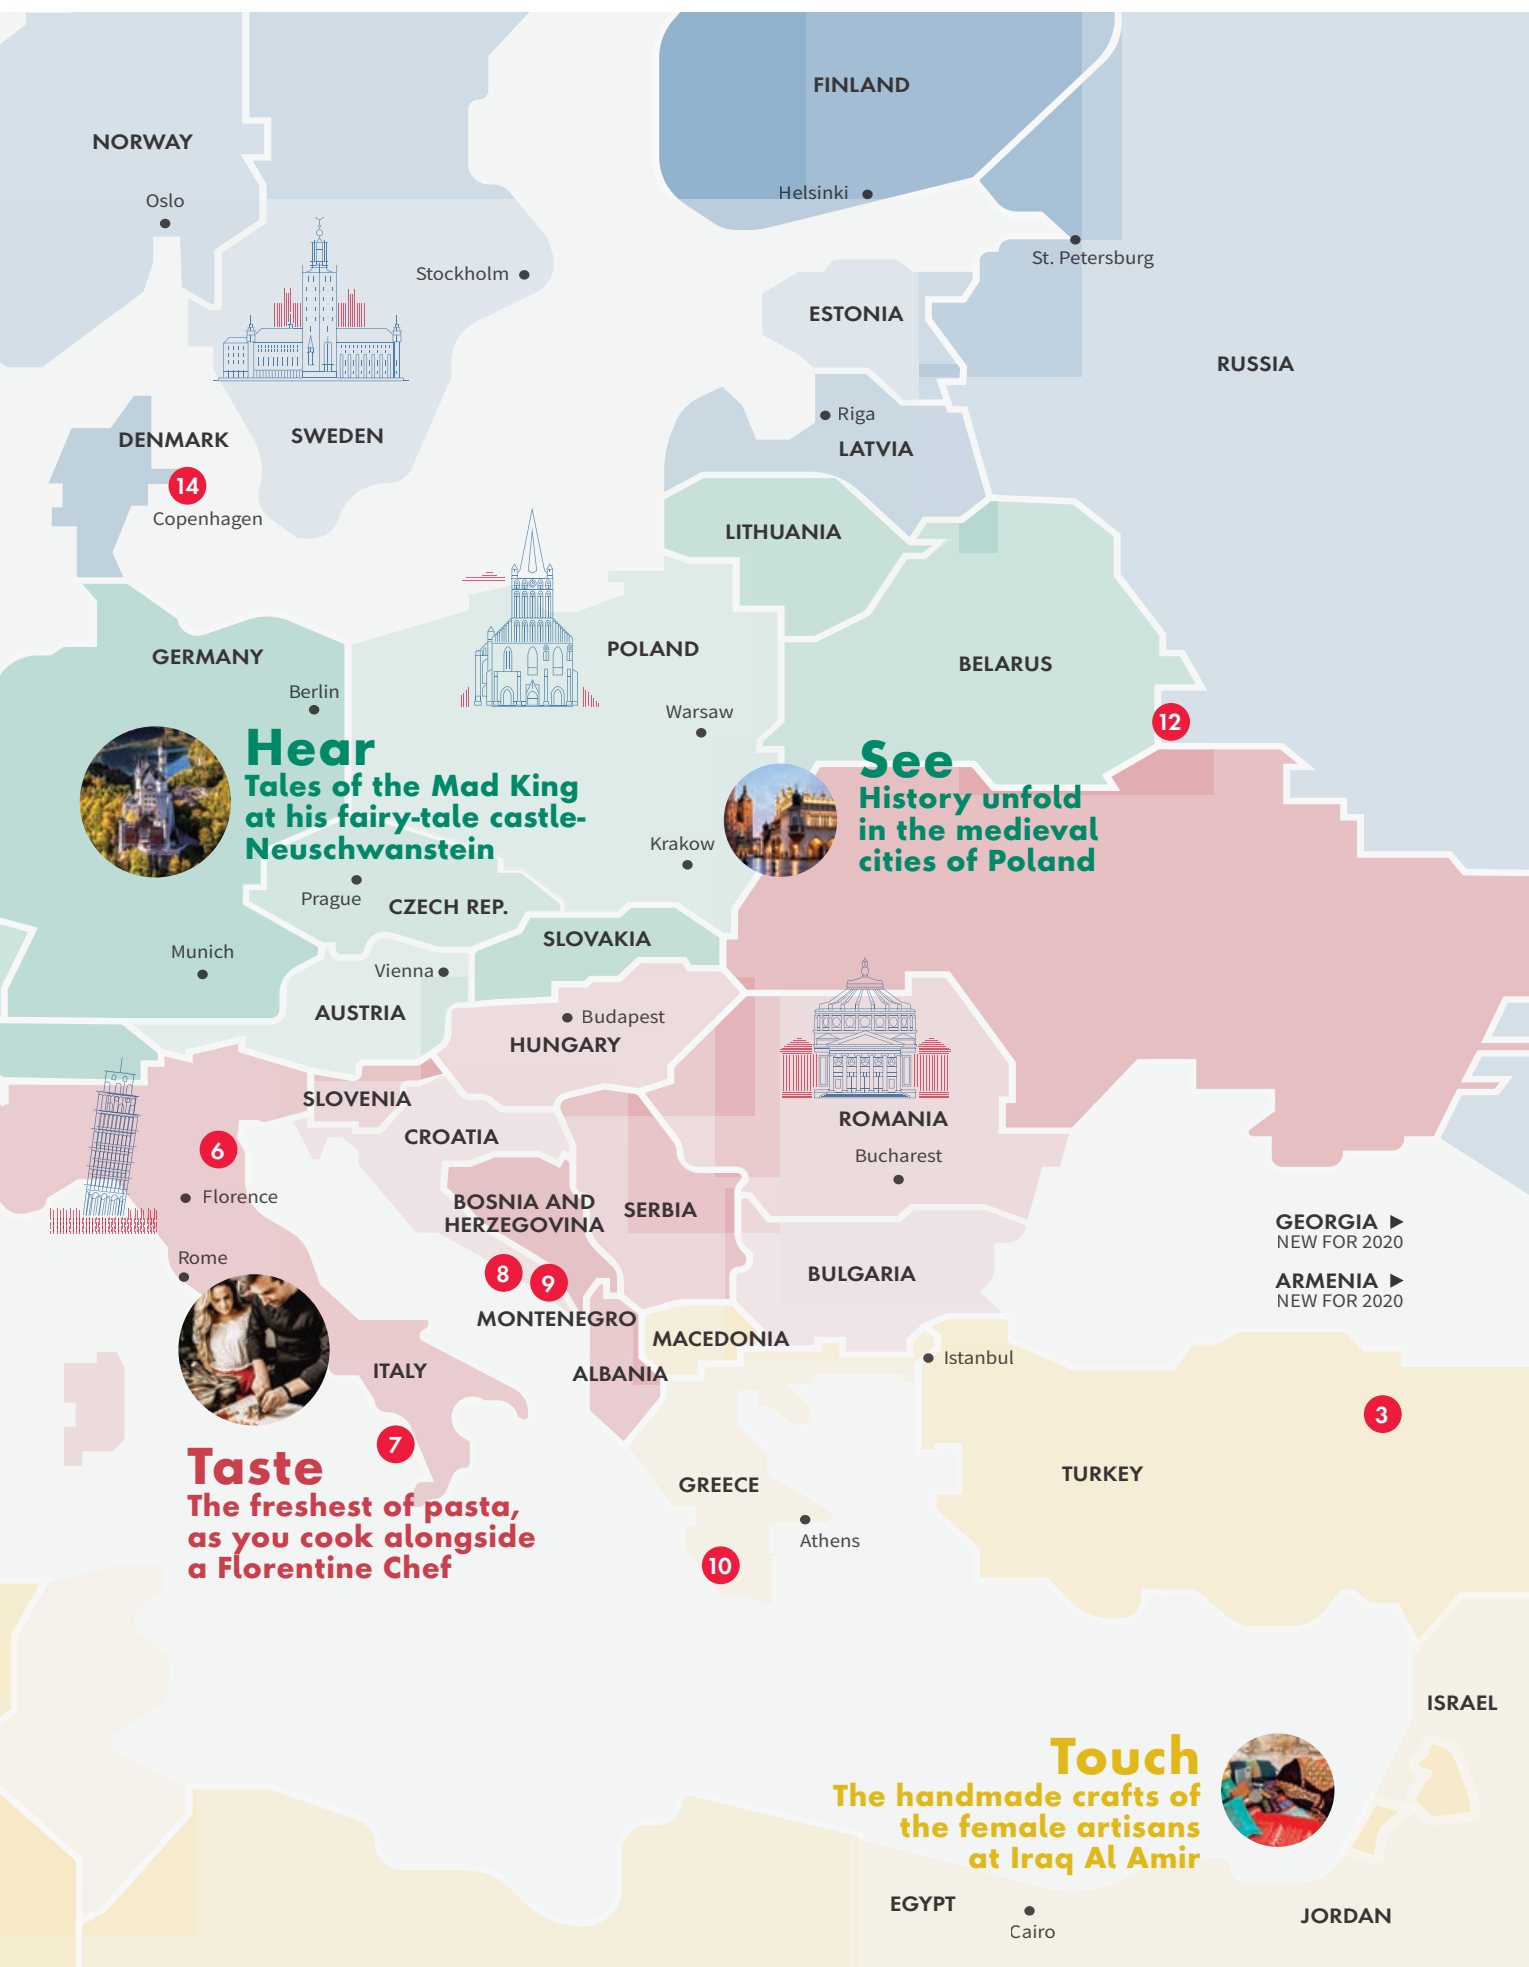 FINLAND
NORWAY
Helsinki
Oslo
St. Petersburg
Stockholm
ESTONIA
RUSSIA
Riga
DENMARK
SWEDEN
LATVIA
14
Copenhagen
LITHUANIA
GERMANY
POLAND
BELARUS
Berlin
Warsaw
12
Hear
Tales of the Mad King
at his fairy-tale castle-
Neuschwanstein
See
History unfold
in the medieval
cities of Poland
Krakow
Prague
CZECH REP.
SLOVAKIA
Munich
Vienna
AUSTRIA
Budapest
HUNGARY
SLOVENIA
CROATIA
ROMANIA
6
Bucharest
Florence
BOSNIA AND
HERZEGOVINA
SERBIA
GEORGIA ▶
NEW FOR 2020
Rome
8
9
BULGARIA
ARMENIA ▶
NEW FOR 2020
MONTENEGRO
MACEDONIA
Istanbul
ITALY
ALBANIA
3
7
Taste
The freshest of pasta,
as you cook alongside
a Florentine Chef
GREECE
TURKEY
Athens
10
ISRAEL
Touch
The handmade crafts of
the female artisans
at Iraq Al Amir
EGYPT
Cairo
JORDAN